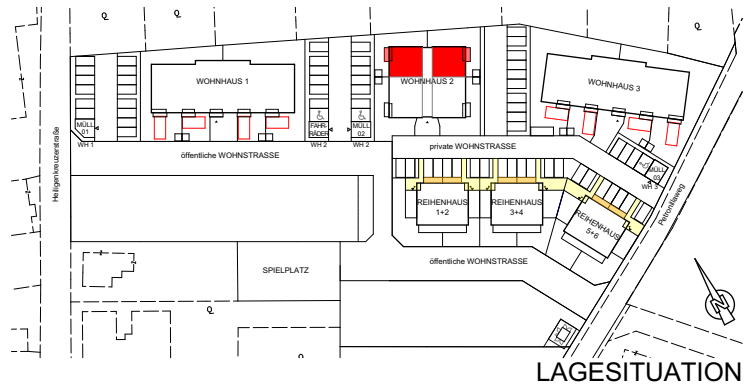 WOHNHAUS 1
WOHNHAUS 2
WOHNHAUS 3
MÜLL
01
WH 1
FAHR-
RÄDER
WH 2
MÜLL
02
WH 2
MÜLL
03
WH 3
Heiligenkreuzerstraße
öffentliche WOHNSTRASSE
private WOHNSTRASSE
REIHENHAUS
1+2
REIHENHAUS
3+4
REIHENHAUS
5+6
Petronillaweg
SPIELPLATZ
öffentliche WOHNSTRASSE
LAGESITUATION